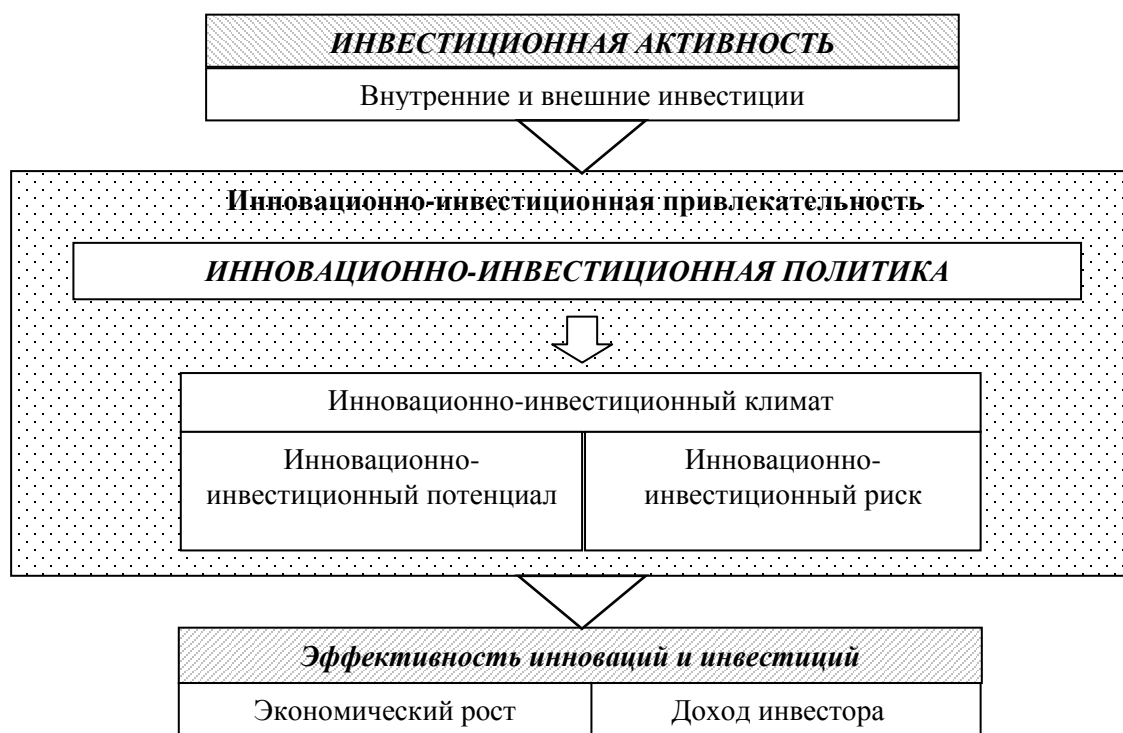 ИНВЕСТИЦИОННАЯ АКТИВНОСТЬ
Внутренние и внешние инвестиции
Инновационно-инвестиционная привлекательность
ИННОВАЦИОННО-ИНВЕСТИЦИОННАЯ ПОЛИТИКА
Инновационно-инвестиционный климат
Инновационно-
инвестиционный потенциал
Инновационно-
инвестиционный риск
Эффективность инноваций и инвестиций
Экономический рост
Доход инвестора